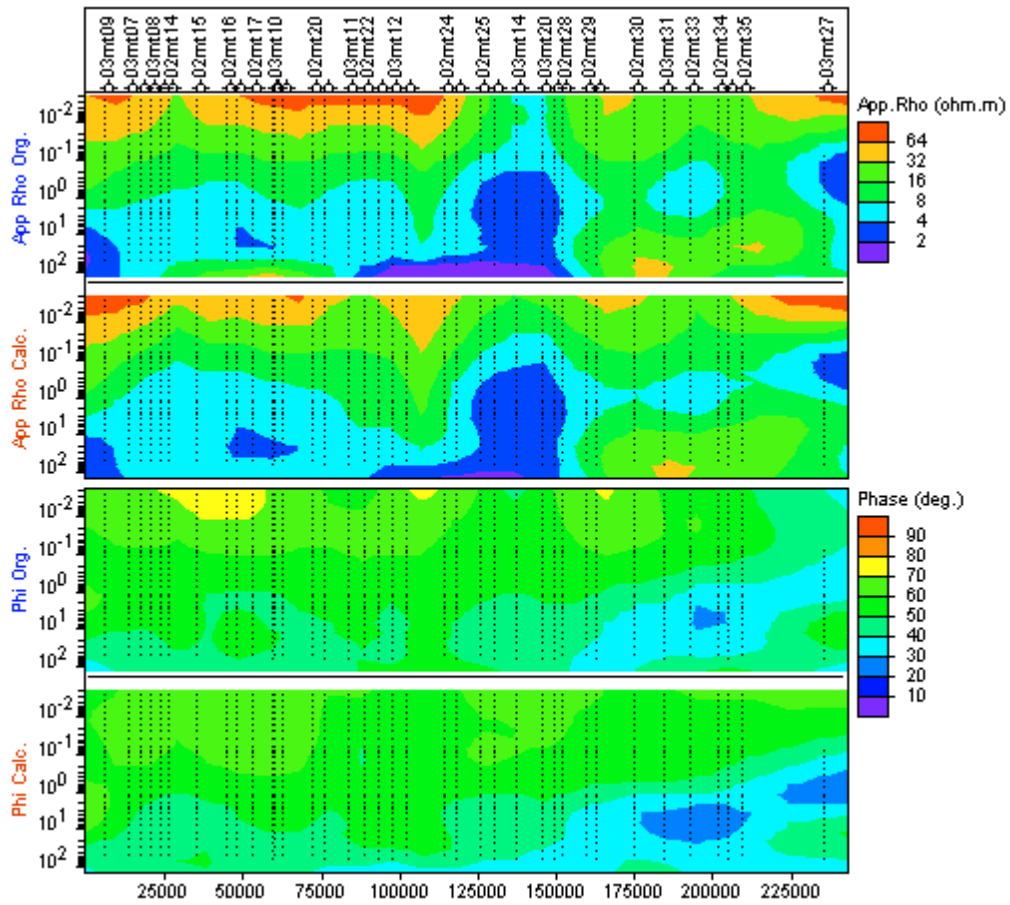 03mt09
03mt07
03mt08
02mt14
02mt15
02mt16
02mt17
03mt10
02mt20
03mt11
02mt22
03mt12
02mt24
02mt25
03mt14
03mt20
02mt28
02mt29
02mt30
03mt31
02mt33
02mt34
02mt35
03mt27
App Rho Org.
10-2
10-1
100
101
102
App.Rho (ohm.m)
64
32
16
8
4
2
App Rho Calc.
10-2
10-1
100
101
102
Phi Org.
10-2
10-1
100
101
102
Phase (deg.)
90
80
70
60
50
40
30
20
10
Phi Calc.
10-2
10-1
100
101
102
25000 50000 75000 100000 125000 150000 175000 200000 225000